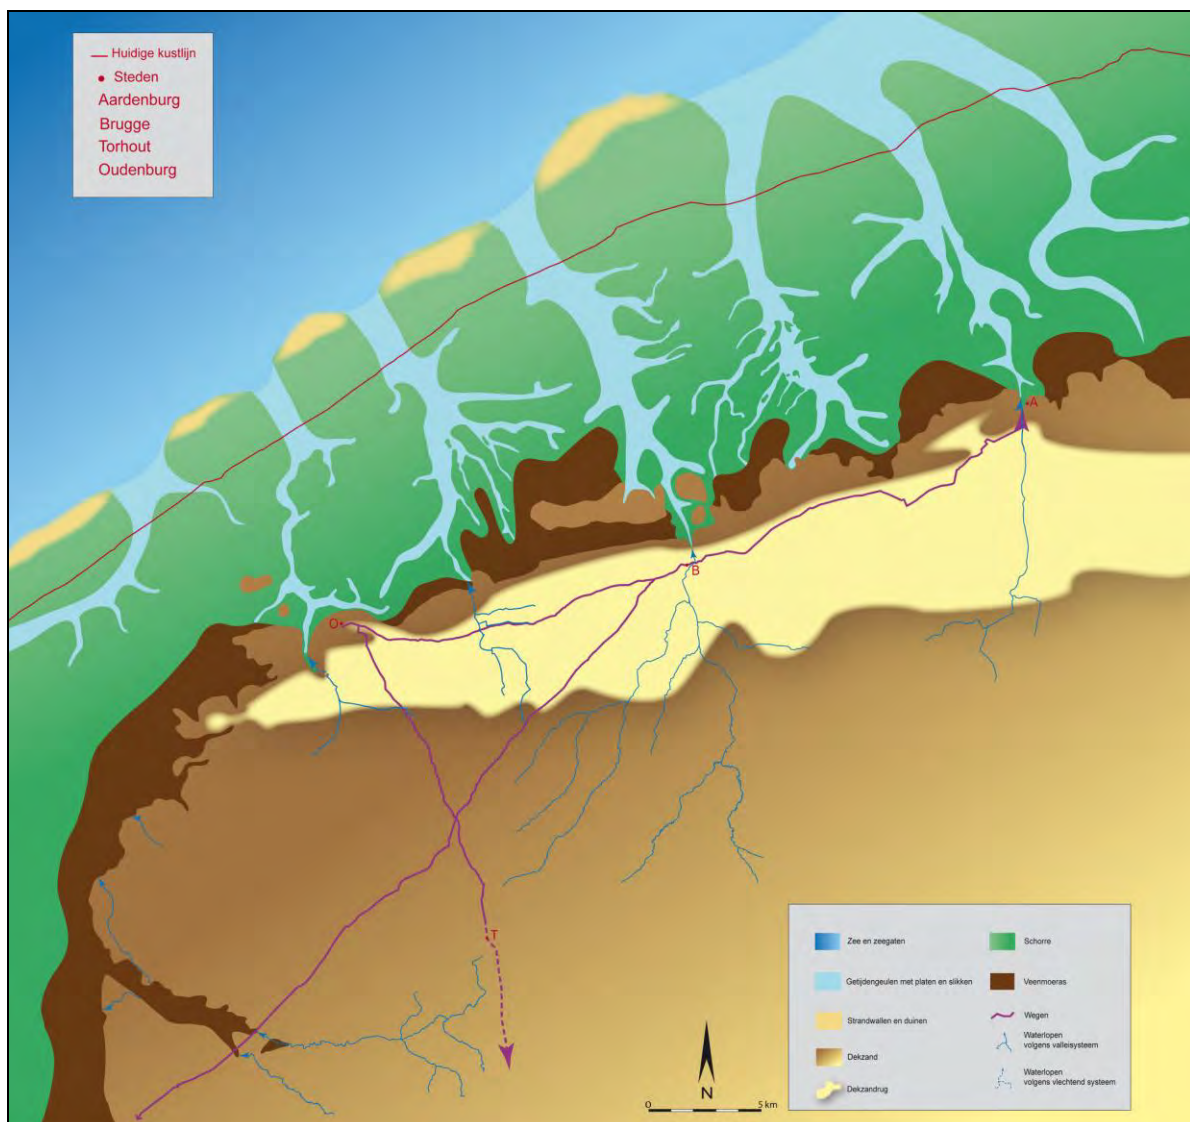 Huidige kustlijn
Steden
Aardenburg
Brugge
Torhout
Oudenburg
A
B
O
T
Zee en zeegaten
Getijdengeulen met platen en slikken
Strandwallen en duinen
Dekzand
Dekzandrug
Schorre
Veenmoeras
Wegen
Waterlopen
volgens valleisysteem
Waterlopen
volgens vlechtend systeem
N
0 5 km